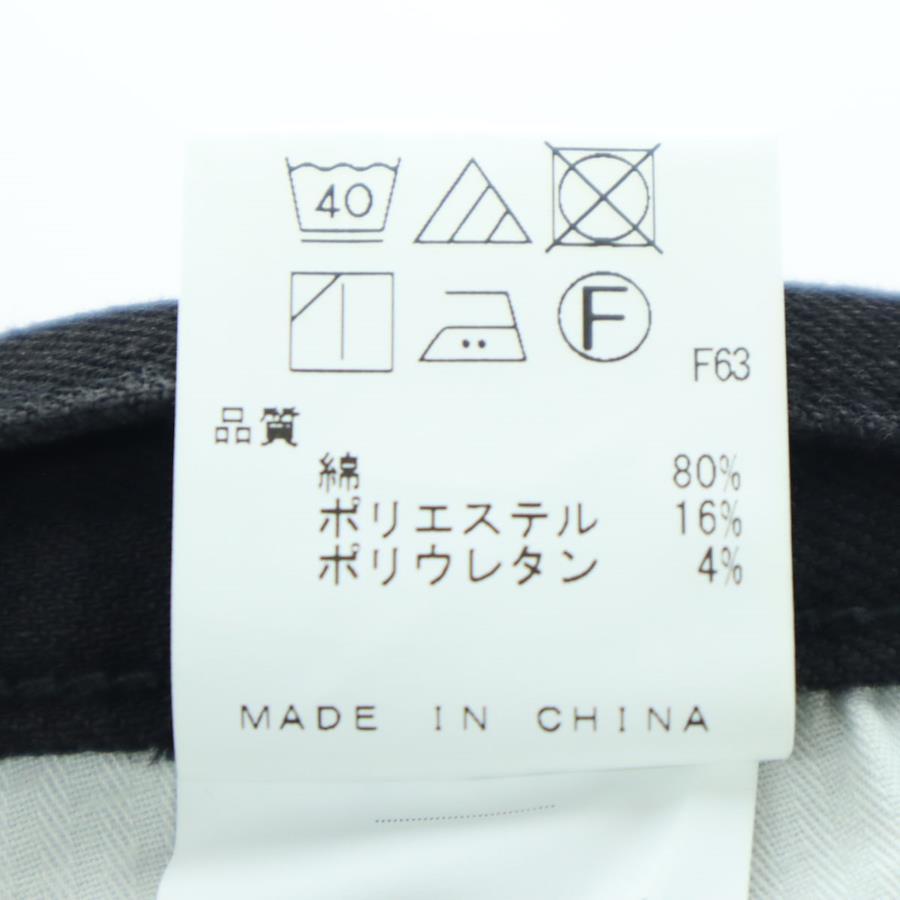 40
F
F63
品質
綿 80%
ポリエステル 16%
ポリウレタン 4%
MADE IN CHINA